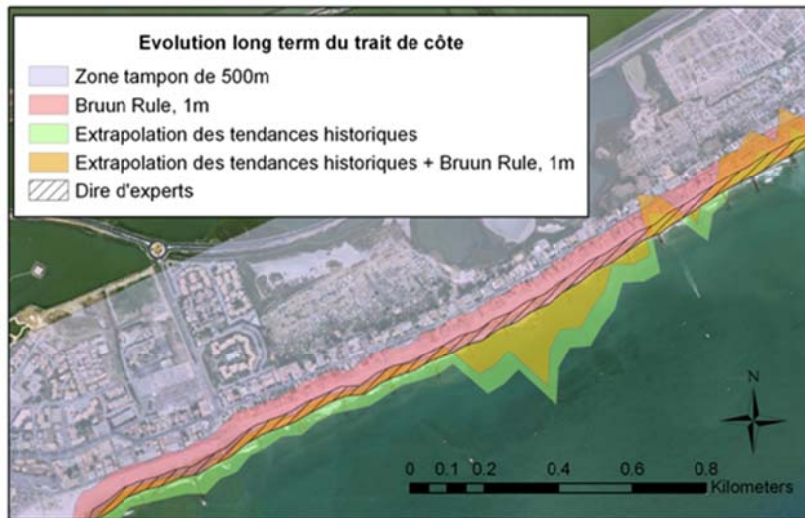 Evolution long term du trait de côte
Zone tampon de 500m
Bruun Rule, 1m
Extrapolation des tendances historiques
Extrapolation des tendances historiques + Bruun Rule, 1m
Dire d'experts
N
0 0.1 0.2 0.4 0.6 0.8
Kilometers